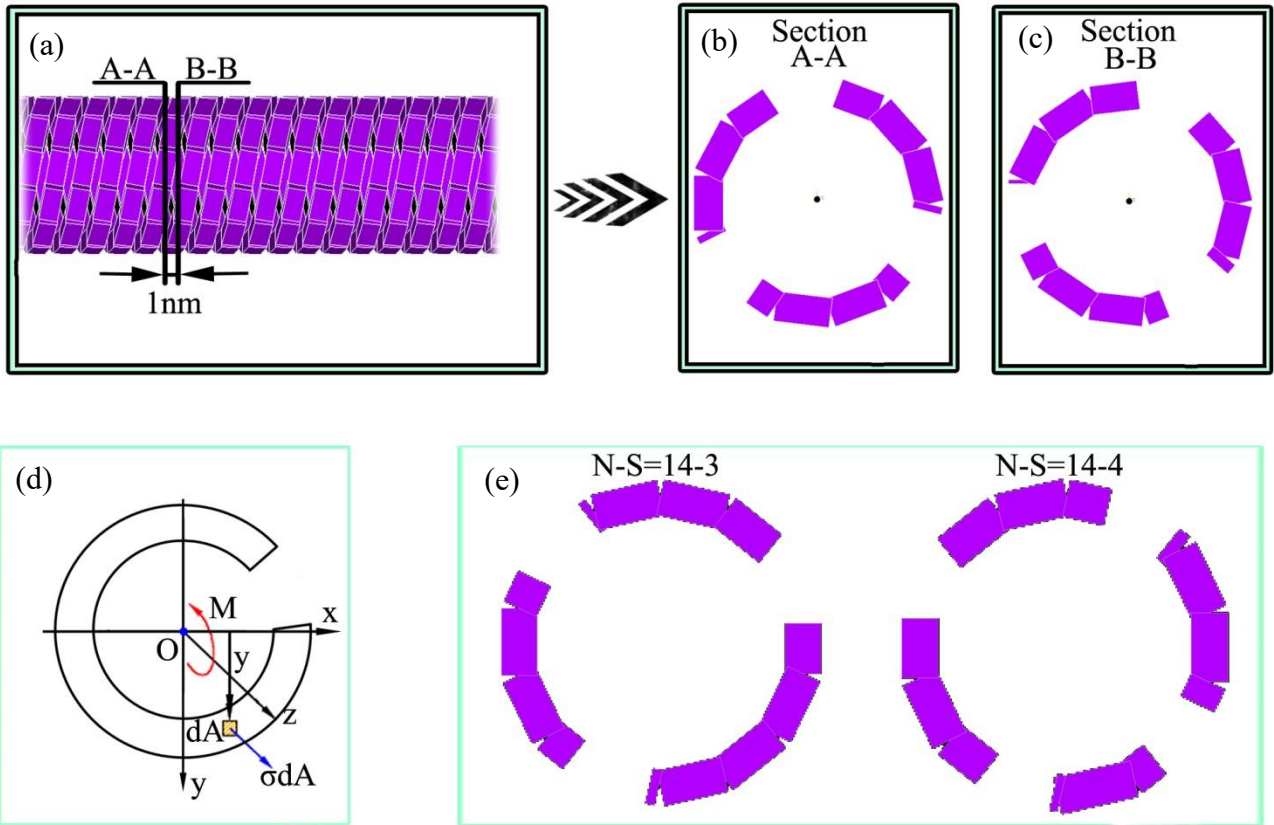 (a)
A-A B-B
1nm
(b)
Section
A-A
(c)
Section
B-B
(d)
M
x
O
y
dA
z
σdA
y
(e)
N-S=14-3
N-S=14-4